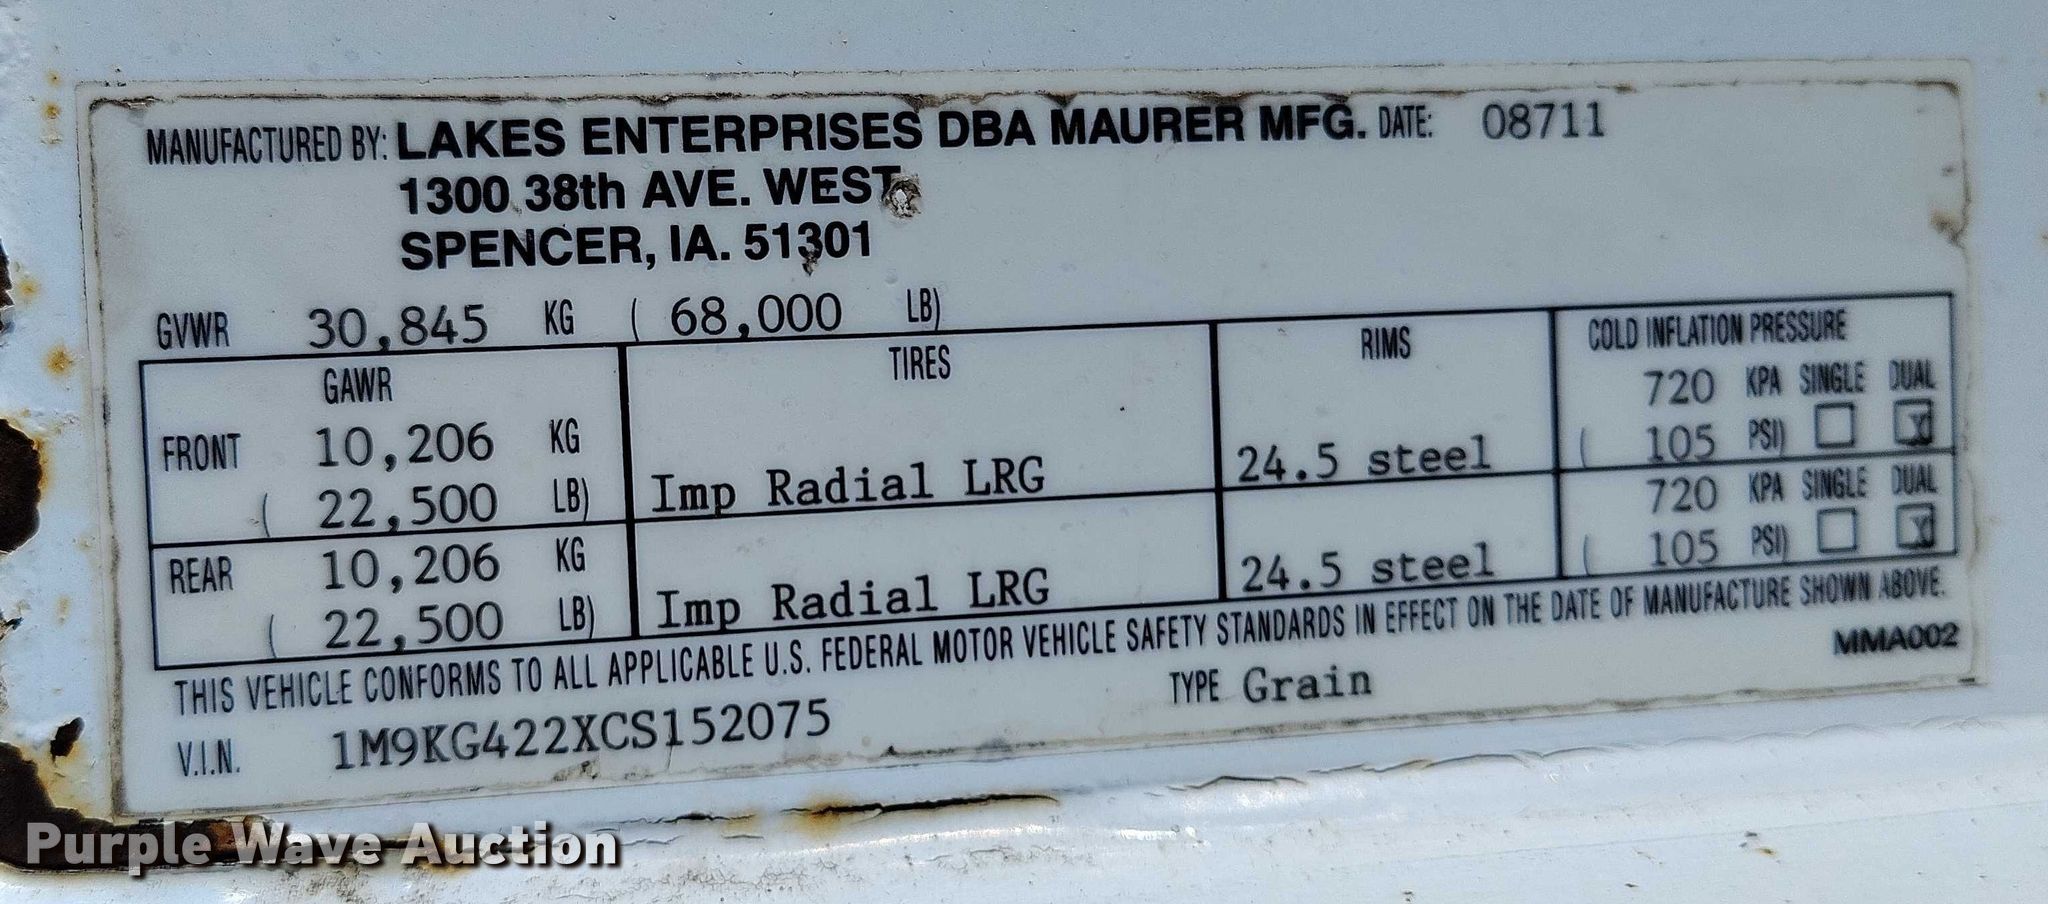 MANUFACTURED BY: LAKES ENTERPRISES DBA MAURER MFG. DATE: 08711
1300 38th AVE. WEST
SPENCER, IA. 51301
GVWR 30,845 KG ( 68,000 LB)
GAWR TIRES RIMS COLD INFLATION PRESSURE
720 KPA SINGLE DUAL
FRONT 10,206 KG
( 22,500 LB) Imp Radial LRG 24.5 steel ( 105 PSI) X
720 KPA SINGLE DUAL
REAR 10,206 KG
( 22,500 LB) Imp Radial LRG 24.5 steel ( 105 PSI) X
THIS VEHICLE CONFORMS TO ALL APPLICABLE U.S. FEDERAL MOTOR VEHICLE SAFETY STANDARDS IN EFFECT ON THE DATE OF MANUFACTURE SHOWN ABOVE.
MMA002
V.I.N. 1M9KG422XCS152075 TYPE Grain
Purple Wave Auction